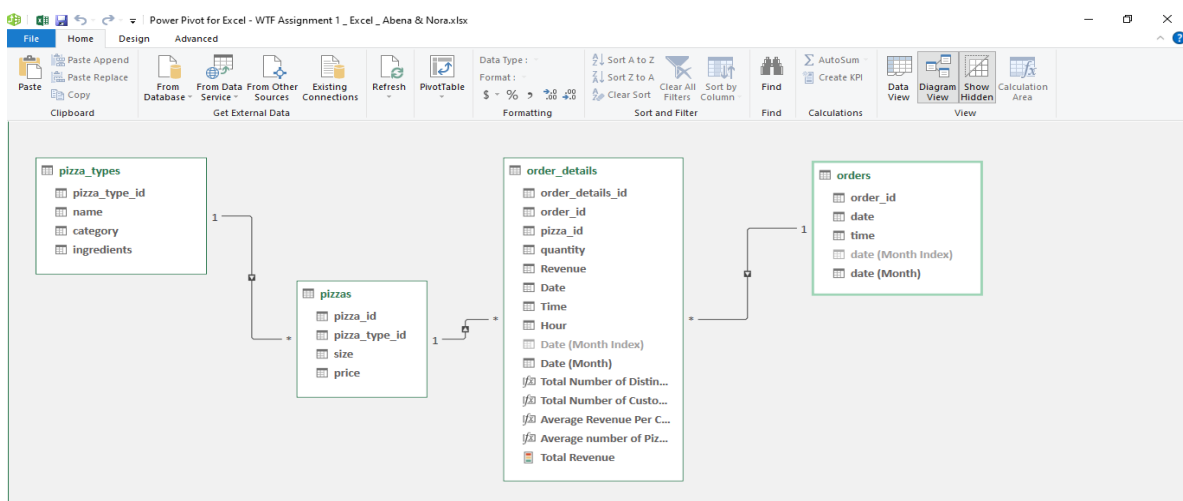 Power Pivot for Excel - WTF Assignment 1 _ Excel _ Abena & Nora.xlsx
File Home Design Advanced
Paste
Paste Append
Paste Replace
Copy
Clipboard
From Database
From Data Service
From Other Sources
Existing Connections
Get External Data
Refresh
PivotTable
Data Type :
Format :
$ % , .00 .00
Formatting
Sort A to Z
Sort Z to A
Clear Sort
Clear All Filters
Sort by Column
Sort and Filter
Find
Find
AutoSum
Create KPI
Calculations
Data View
Diagram View
Show Hidden
Calculation Area
View
pizza_types
pizza_type_id
name
category
ingredients
1
*
pizzas
pizza_id
pizza_type_id
size
price
1
*
order_details
order_details_id
order_id
pizza_id
quantity
Revenue
Date
Time
Hour
Date (Month Index)
Date (Month)
fx Total Number of Distin...
fx Total Number of Custo...
fx Average Revenue Per C...
fx Average number of Piz...
Total Revenue
*
1
orders
order_id
date
time
date (Month Index)
date (Month)